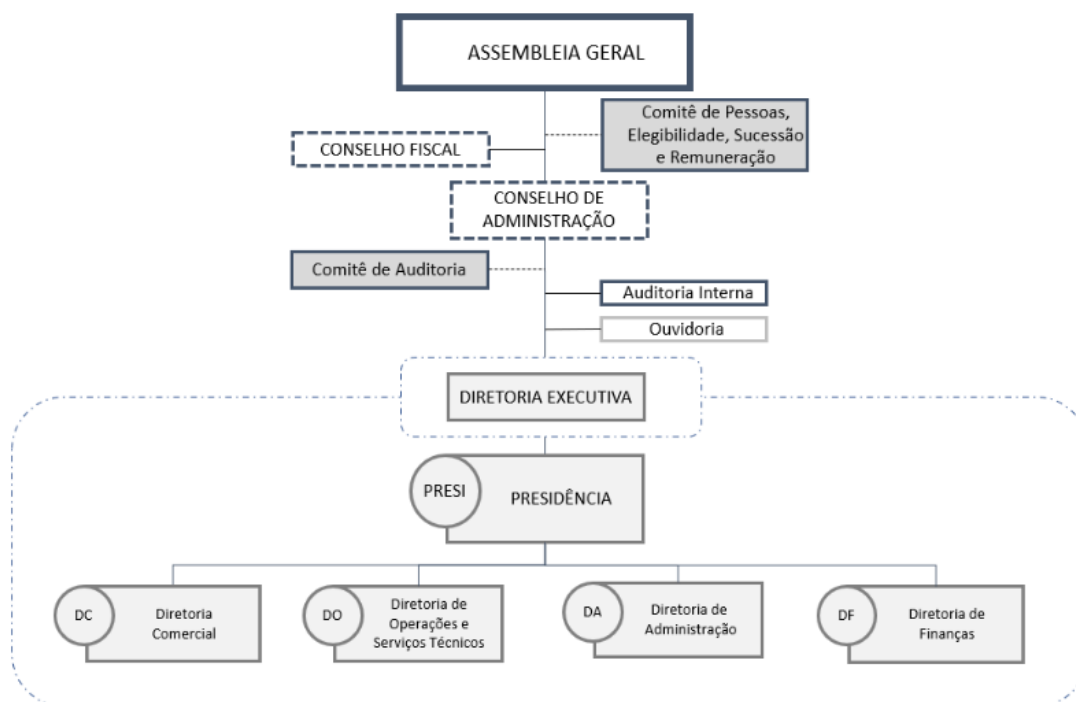 ASSEMBLEIA GERAL
Comitê de Pessoas,
Elegibilidade, Sucessão
e Remuneração
CONSELHO FISCAL
CONSELHO DE
ADMINISTRAÇÃO
Comitê de Auditoria
Auditoria Interna
Ouvidoria
DIRETORIA EXECUTIVA
PRESI
PRESIDÊNCIA
DC
Diretoria
Comercial
DO
Diretoria de
Operações e
Serviços Técnicos
DA
Diretoria de
Administração
DF
Diretoria de
Finanças